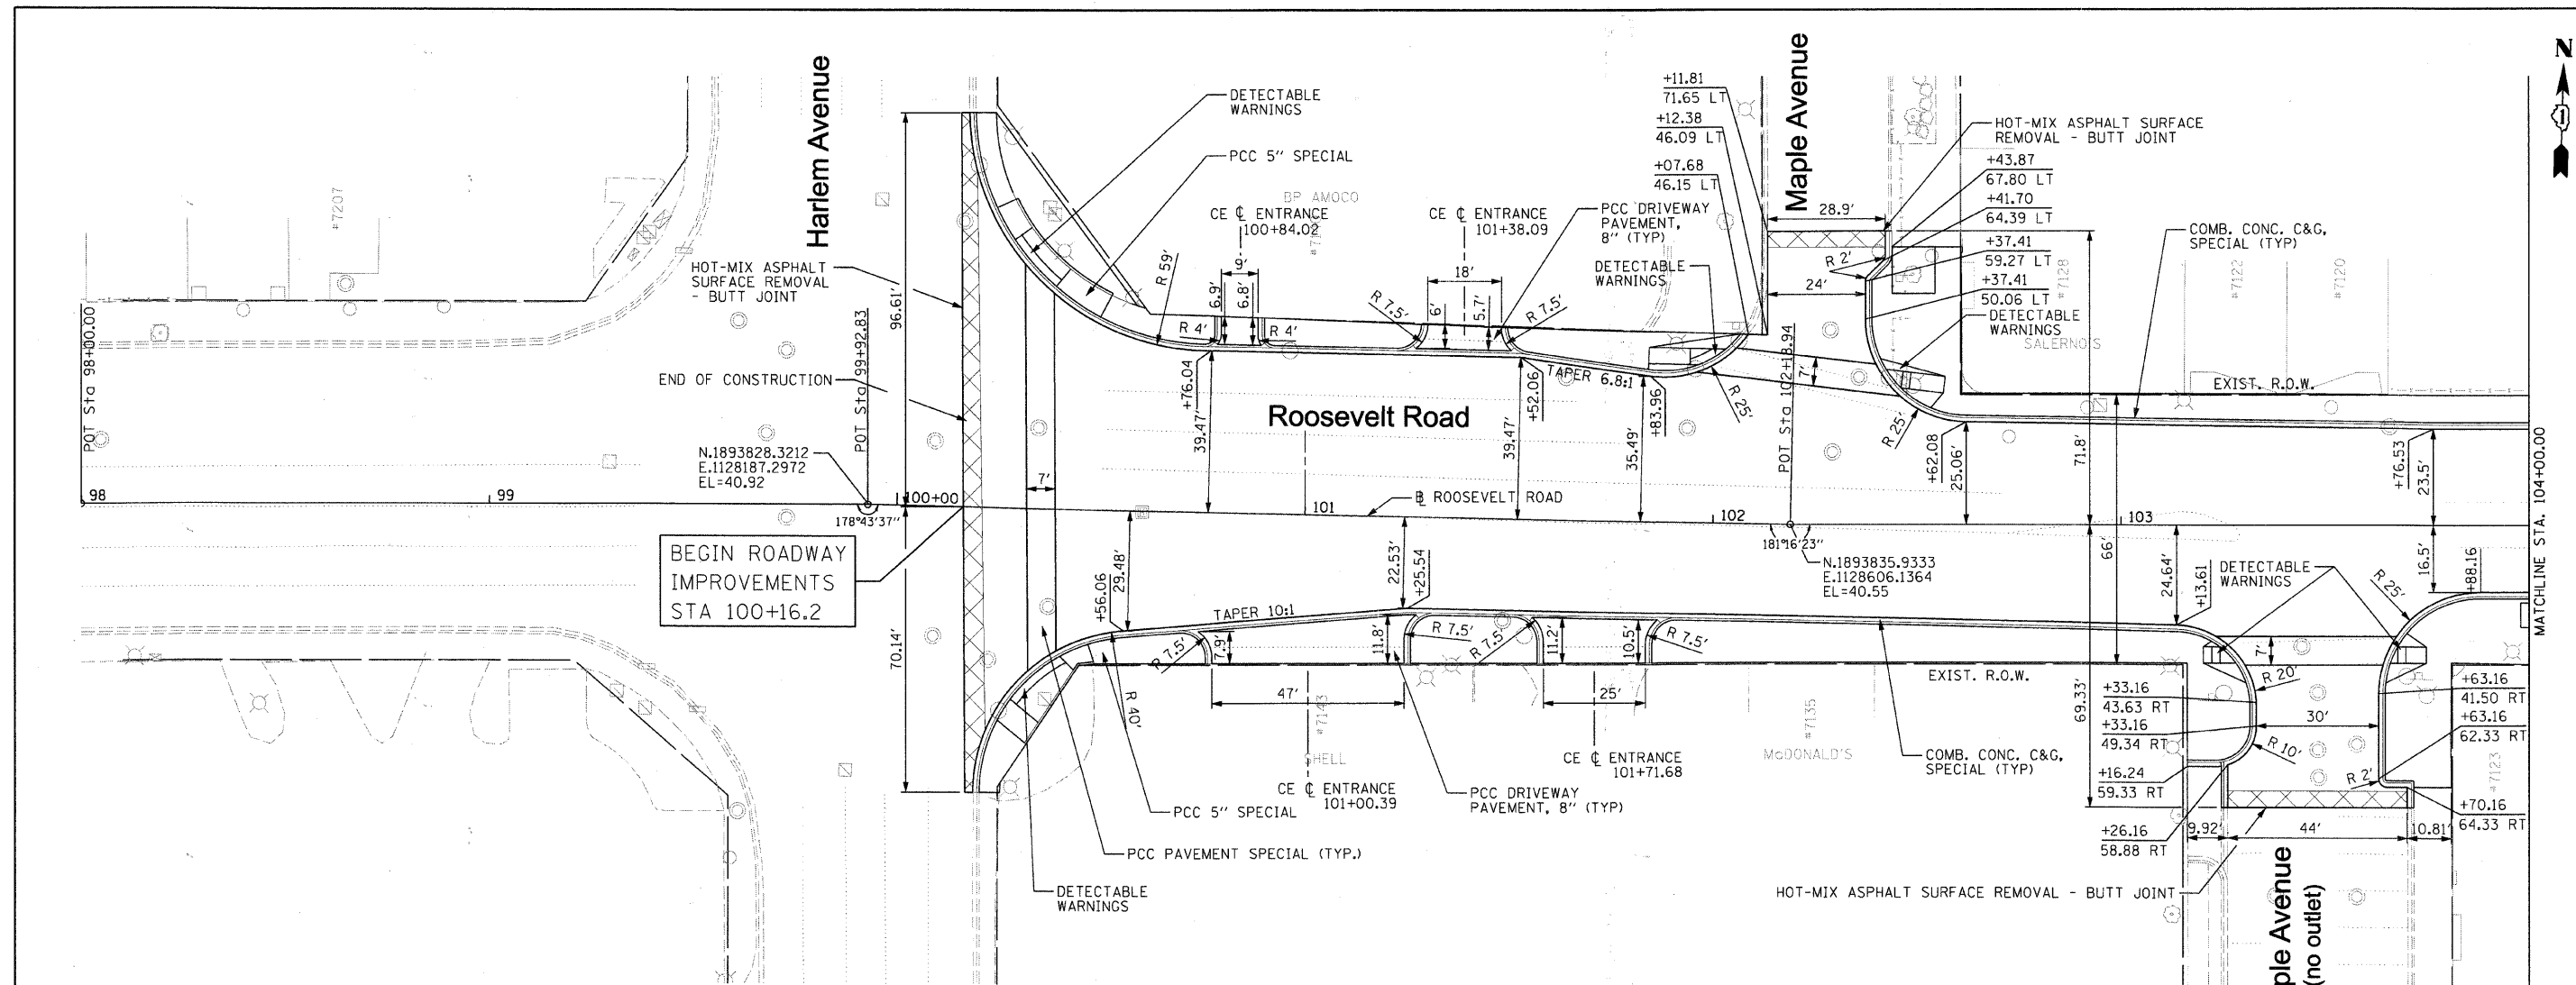 N
Harlem Avenue
Maple Avenue
DETECTABLE
WARNINGS
PCC 5" SPECIAL
BP AMOCO
CE ℄ ENTRANCE
100+84.02
CE ℄ ENTRANCE
101+38.09
PCC DRIVEWAY
PAVEMENT,
8" (TYP)
DETECTABLE
WARNINGS
+11.81
71.65 LT
+12.38
46.09 LT
+07.68
46.15 LT
HOT-MIX ASPHALT SURFACE
REMOVAL - BUTT JOINT
+43.87
67.80 LT
+41.70
64.39 LT
+37.41
59.27 LT
+37.41
50.06 LT
DETECTABLE
WARNINGS
SALERNO'S
COMB. CONC. C&G,
SPECIAL (TYP)
#7207
#7128
#7122
#7120
28.9'
24'
R 2'
HOT-MIX ASPHALT
SURFACE REMOVAL
- BUTT JOINT
96.61'
R 59'
9'
6.9'
6.8'
R 4'
R 4'
18'
R 7.5'
6'
5.7'
R 7.5'
POT Sta 98+00.00
POT Sta 99+92.83
END OF CONSTRUCTION
+76.04
39.47'
Roosevelt Road
+52.06
39.47'
TAPER 6.8:1
+83.96
35.49'
R 25'
POT Sta 102+18.94
7'
R 25'
EXIST. R.O.W.
+62.08
25.06'
71.8'
66'
+76.53
23.5'
MATCHLINE STA. 104+00.00
N.1893828.3212
E.1128187.2972
EL=40.92
98
99
100+00
178°43'37"
7'
101
℄ ROOSEVELT ROAD
102
103
181°16'23"
N.1893835.9333
E.1128606.1364
EL=40.55
BEGIN ROADWAY
IMPROVEMENTS
STA 100+16.2
70.14'
+56.06
29.48'
TAPER 10:1
22.53'
+25.54
R 7.5'
7.9'
11.8'
R 7.5'
R 7.5'
11.2'
10.5'
R 7.5'
R 40'
47'
25'
#7143
SHELL
#7135
McDONALD'S
CE ℄ ENTRANCE
101+00.39
CE ℄ ENTRANCE
101+71.68
PCC DRIVEWAY
PAVEMENT, 8" (TYP)
PCC 5" SPECIAL
PCC PAVEMENT SPECIAL (TYP.)
DETECTABLE
WARNINGS
COMB. CONC. C&G,
SPECIAL (TYP)
EXIST. R.O.W.
24.64'
+13.61
DETECTABLE
WARNINGS
R 25'
16.5'
+88.16
7'
R 20'
69.33'
+33.16
43.63 RT
+33.16
49.34 RT
30'
R 10'
R 2'
+16.24
59.33 RT
+26.16
58.88 RT
+63.16
41.50 RT
+63.16
62.33 RT
#7123
+70.16
64.33 RT
9.92'
44'
10.81'
HOT-MIX ASPHALT SURFACE REMOVAL - BUTT JOINT
ple Avenue
(no outlet)